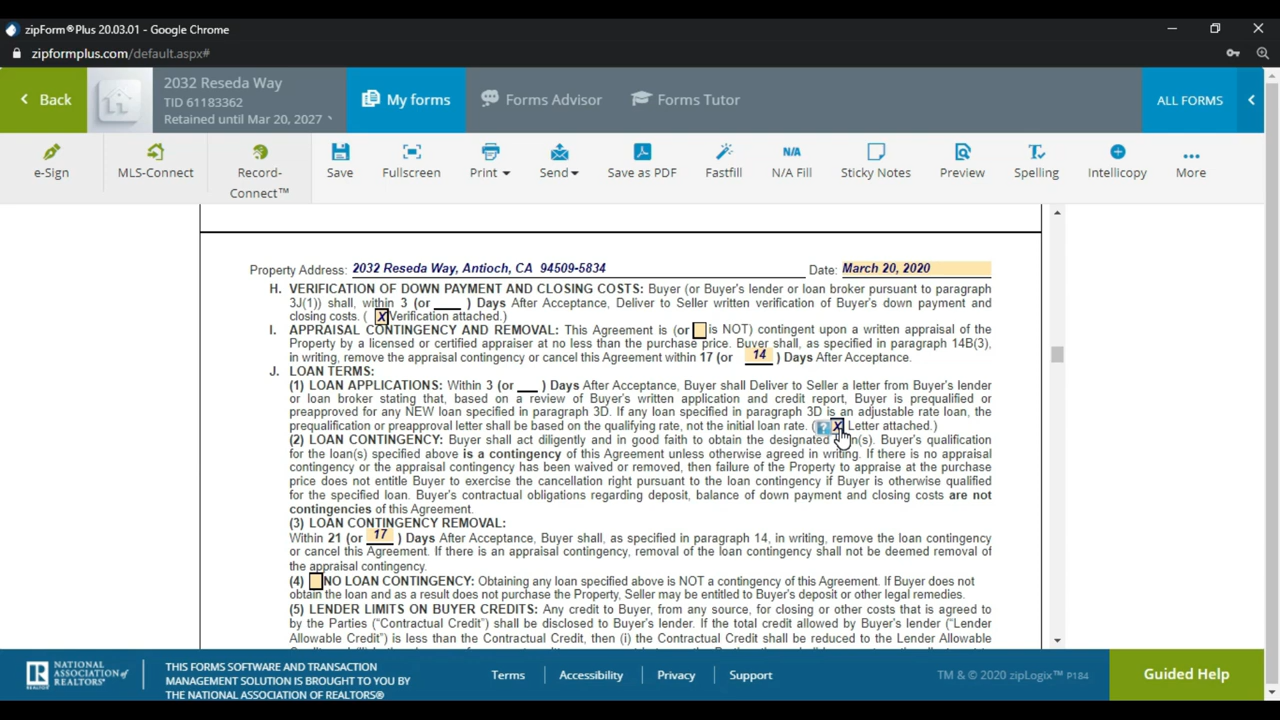 zipForm®Plus 20.03.01 - Google Chrome
zipformplus.com/default.aspx#
Back
2032 Reseda Way
TID 61183362
Retained until Mar 20, 2027
My forms
Forms Advisor
Forms Tutor
ALL FORMS
e-Sign
MLS-Connect
Record-
Connect™
Save
Fullscreen
Print
Send
Save as PDF
N/A
Fastfill
N/A Fill
Sticky Notes
Preview
Spelling
Intellicopy
More
Property Address: 2032 Reseda Way, Antioch, CA 94509-5834 Date: March 20, 2020
H. VERIFICATION OF DOWN PAYMENT AND CLOSING COSTS: Buyer (or Buyer's lender or loan broker pursuant to paragraph
3J(1)) shall, within 3 (or ____ ) Days After Acceptance, Deliver to Seller written verification of Buyer's down payment and
closing costs. ( X Verification attached.)
I. APPRAISAL CONTINGENCY AND REMOVAL: This Agreement is (or is NOT) contingent upon a written appraisal of the
Property by a licensed or certified appraiser at no less than the purchase price. Buyer shall, as specified in paragraph 14B(3),
in writing, remove the appraisal contingency or cancel this Agreement within 17 (or 14 ) Days After Acceptance.
J. LOAN TERMS:
(1) LOAN APPLICATIONS: Within 3 (or ___ ) Days After Acceptance, Buyer shall Deliver to Seller a letter from Buyer's lender
or loan broker stating that, based on a review of Buyer's written application and credit report, Buyer is prequalified or
preapproved for any NEW loan specified in paragraph 3D. If any loan specified in paragraph 3D is an adjustable rate loan, the
prequalification or preapproval letter shall be based on the qualifying rate, not the initial loan rate. ( ? X Letter attached.)
(2) LOAN CONTINGENCY: Buyer shall act diligently and in good faith to obtain the designated n(s). Buyer's qualification
for the loan(s) specified above is a contingency of this Agreement unless otherwise agreed in writing. If there is no appraisal
contingency or the appraisal contingency has been waived or removed, then failure of the Property to appraise at the purchase
price does not entitle Buyer to exercise the cancellation right pursuant to the loan contingency if Buyer is otherwise qualified
for the specified loan. Buyer's contractual obligations regarding deposit, balance of down payment and closing costs are not
contingencies of this Agreement.
(3) LOAN CONTINGENCY REMOVAL:
Within 21 (or 17 ) Days After Acceptance, Buyer shall, as specified in paragraph 14, in writing, remove the loan contingency
or cancel this Agreement. If there is an appraisal contingency, removal of the loan contingency shall not be deemed removal of
the appraisal contingency.
(4) NO LOAN CONTINGENCY: Obtaining any loan specified above is NOT a contingency of this Agreement. If Buyer does not
obtain the loan and as a result does not purchase the Property, Seller may be entitled to Buyer's deposit or other legal remedies.
(5) LENDER LIMITS ON BUYER CREDITS: Any credit to Buyer, from any source, for closing or other costs that is agreed to
by the Parties ("Contractual Credit") shall be disclosed to Buyer's lender. If the total credit allowed by Buyer's lender ("Lender
Allowable Credit") is less than the Contractual Credit, then (i) the Contractual Credit shall be reduced to the Lender Allowable
NATIONAL
ASSOCIATION of
REALTORS®
THIS FORMS SOFTWARE AND TRANSACTION
MANAGEMENT SOLUTION IS BROUGHT TO YOU BY
THE NATIONAL ASSOCIATION OF REALTORS®
Terms
Accessibility
Privacy
Support
TM & © 2020 zipLogix™ P184
Guided Help